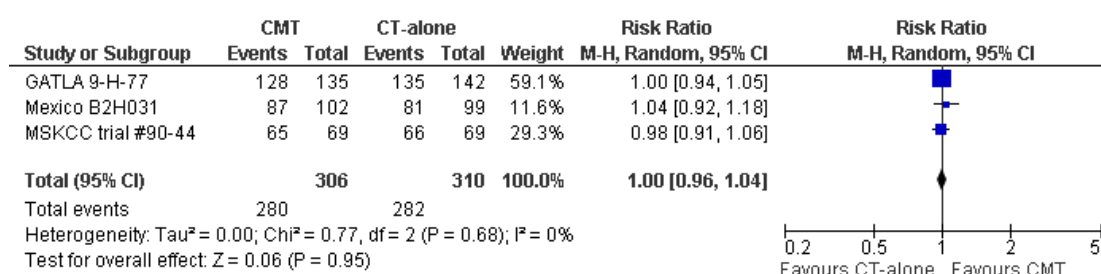 CMT CT-alone Risk Ratio Risk Ratio
Study or Subgroup Events Total Events Total Weight M-H, Random, 95% CI M-H, Random, 95% CI
GATLA 9-H-77 128 135 135 142 59.1% 1.00 [0.94, 1.05]
Mexico B2H031 87 102 81 99 11.6% 1.04 [0.92, 1.18]
MSKCC trial #90-44 65 69 66 69 29.3% 0.98 [0.91, 1.06]
Total (95% CI) 306 310 100.0% 1.00 [0.96, 1.04]
Total events 280 282
Heterogeneity: Tau² = 0.00; Chi² = 0.77, df = 2 (P = 0.68); I² = 0%
Test for overall effect: Z = 0.06 (P = 0.95)
0.2 0.5 1 2 5
Favours CT-alone Favours CMT